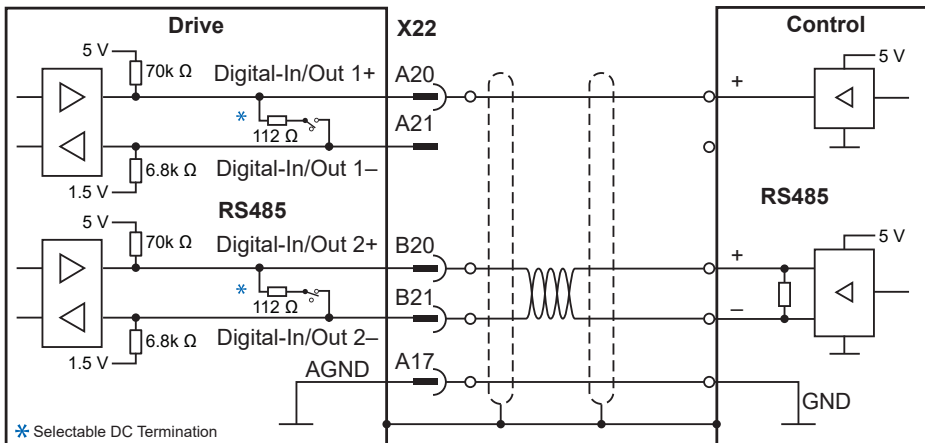 Drive
X22
Control
5 V
70k Ω
Digital-In/Out 1+
A20
+
5 V
*
112 Ω
A21
6.8k Ω
Digital-In/Out 1–
1.5 V
RS485
RS485
5 V
70k Ω
Digital-In/Out 2+
B20
+
5 V
*
112 Ω
B21
–
6.8k Ω
Digital-In/Out 2–
1.5 V
AGND
A17
GND
* Selectable DC Termination